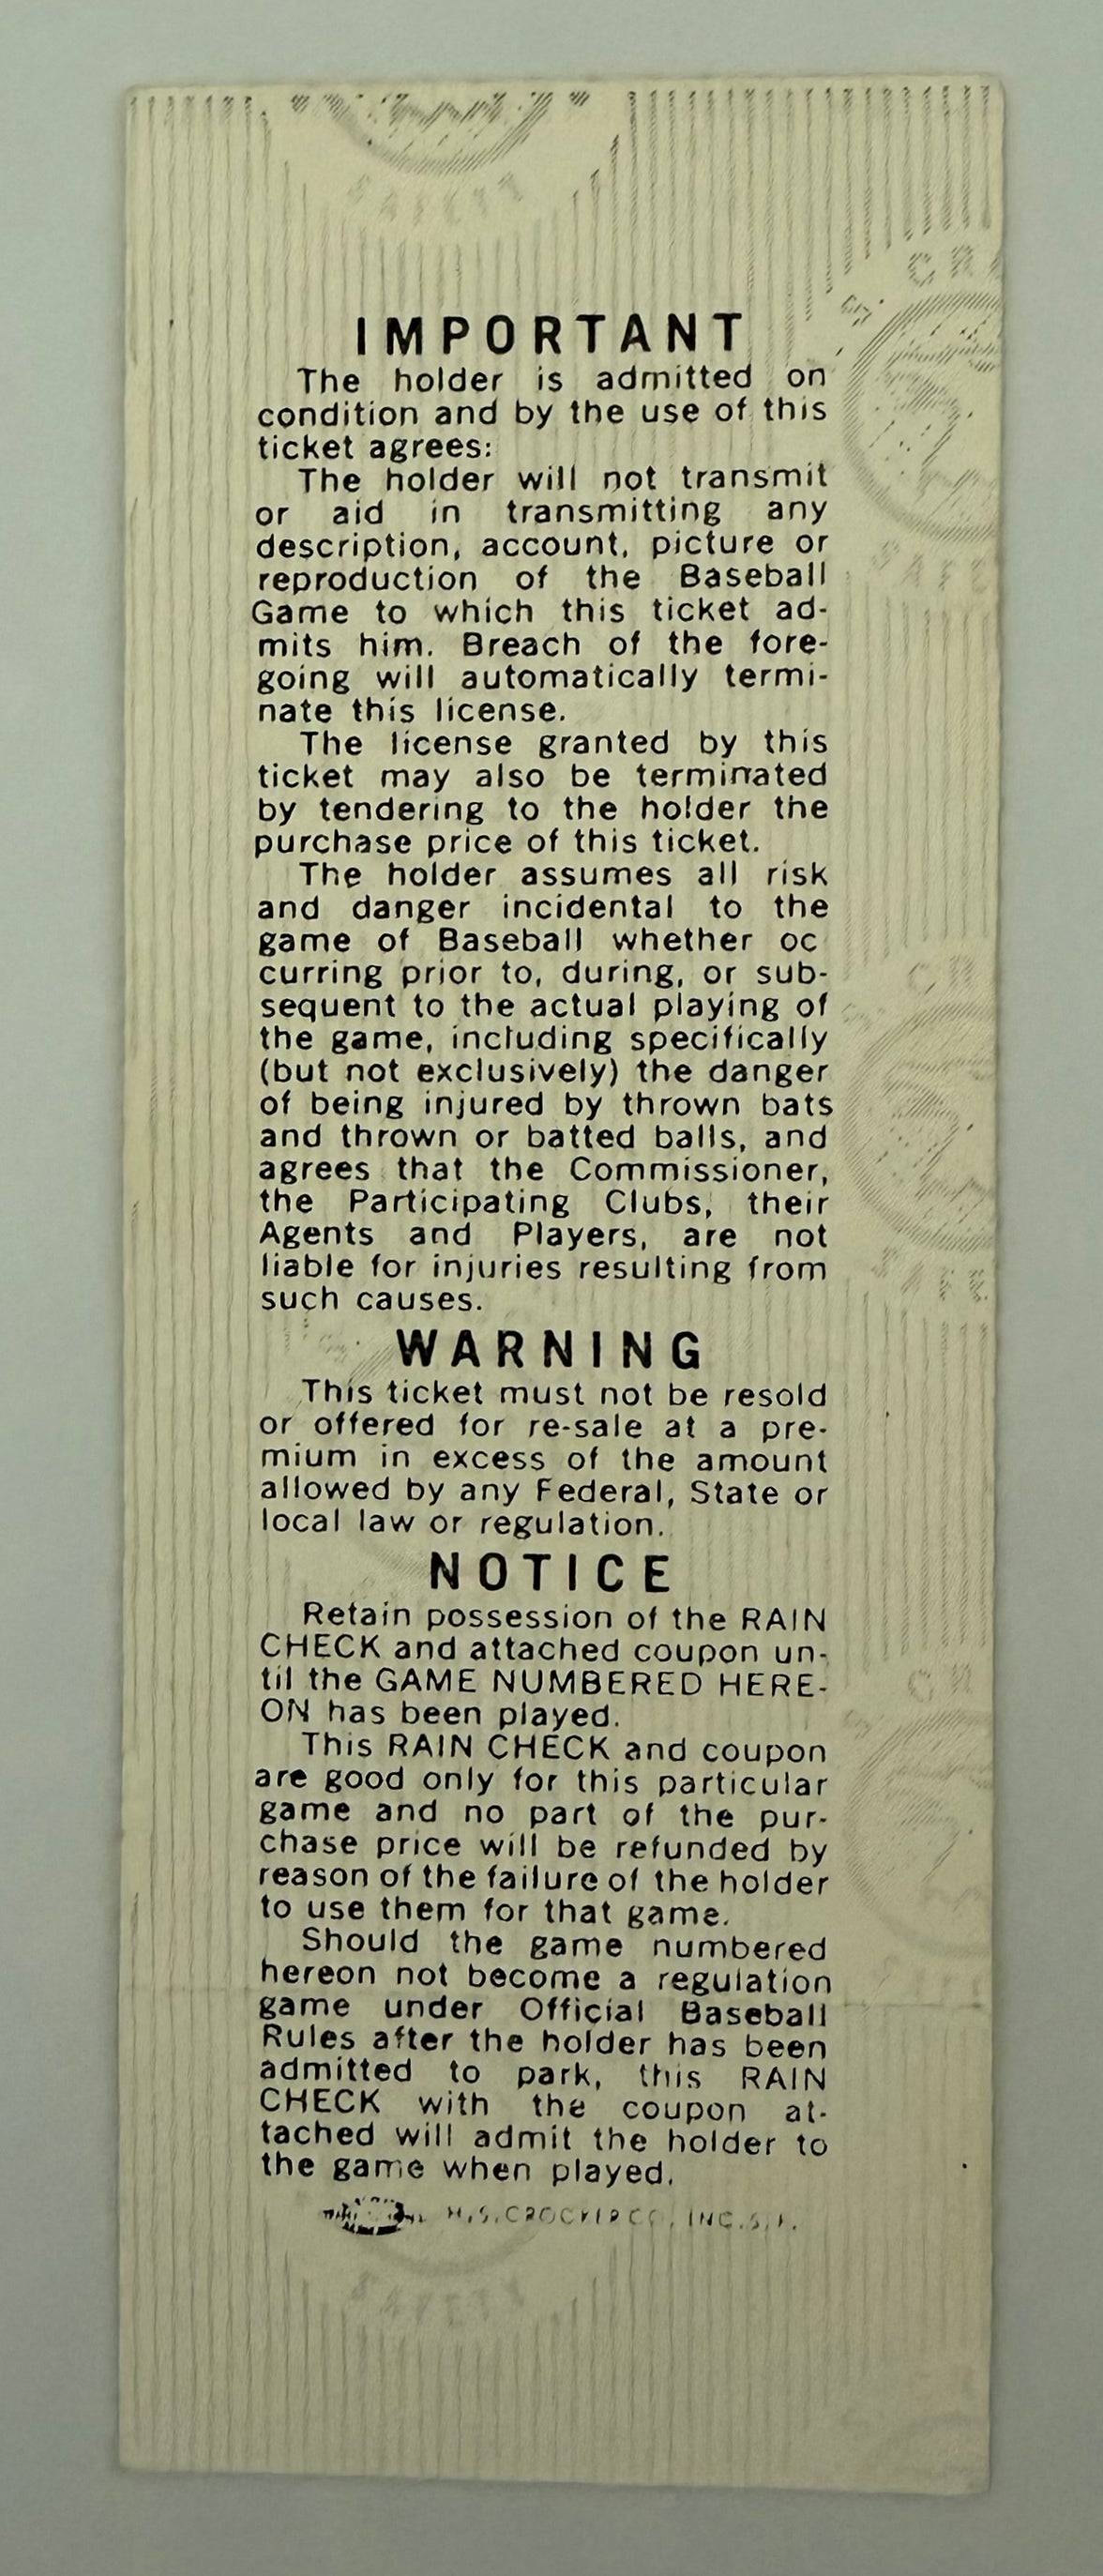 IMPORTANT
The holder is admitted on
condition and by the use of this
ticket agrees:
The holder will not transmit
or aid in transmitting any
description, account, picture or
reproduction of the Baseball
Game to which this ticket ad-
mits him. Breach of the fore-
going will automatically termi-
nate this license.
The license granted by this
ticket may also be terminated
by tendering to the holder the
purchase price of this ticket.
The holder assumes all risk
and danger incidental to the
game of Baseball whether oc
curring prior to, during, or sub-
sequent to the actual playing of
the game, including specifically
(but not exclusively) the danger
of being injured by thrown bats
and thrown or batted balls, and
agrees that the Commissioner,
the Participating Clubs, their
Agents and Players, are not
liable for injuries resulting from
such causes.
WARNING
This ticket must not be resold
or offered for re-sale at a pre-
mium in excess of the amount
allowed by any Federal, State or
local law or regulation.
NOTICE
Retain possession of the RAIN
CHECK and attached coupon un-
til the GAME NUMBERED HERE-
ON has been played.
This RAIN CHECK and coupon
are good only for this particular
game and no part of the pur-
chase price will be refunded by
reason of the failure of the holder
to use them for that game.
Should the game numbered
hereon not become a regulation
game under Official Baseball
Rules after the holder has been
admitted to park, this RAIN
CHECK with the coupon at-
tached will admit the holder to
the game when played.
H.S.CROCKER CO., INC.S.F.
SAFETY